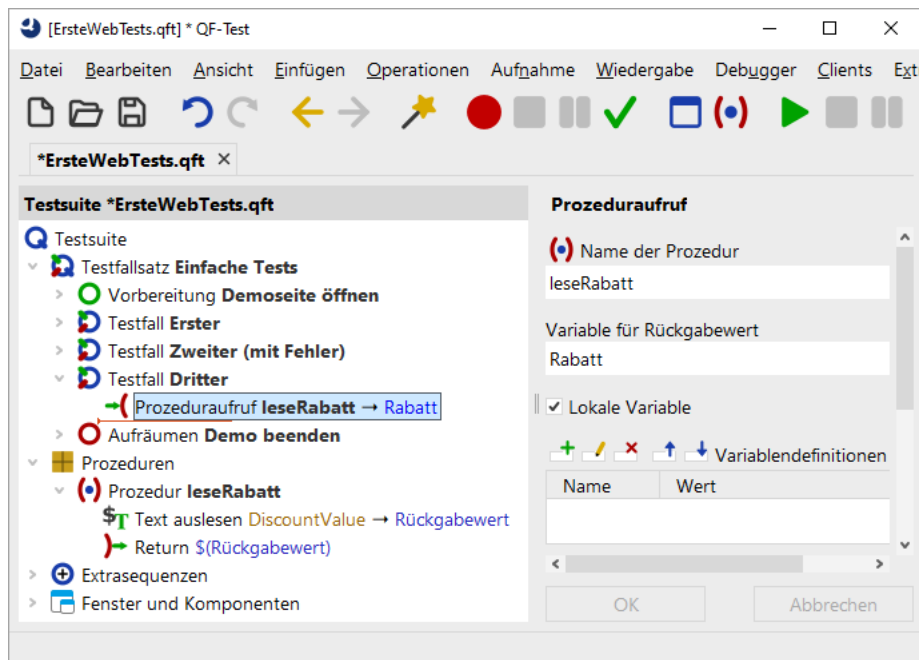 [ErsteWebTests.qft] * QF-Test
Datei Bearbeiten Ansicht Einfügen Operationen Aufnahme Wiedergabe Debugger Clients Ext
*ErsteWebTests.qft ×
Testsuite *ErsteWebTests.qft
Testsuite
Testfallsatz Einfache Tests
Vorbereitung Demoseite öffnen
Testfall Erster
Testfall Zweiter (mit Fehler)
Testfall Dritter
Prozeduraufruf leseRabatt → Rabatt
Aufräumen Demo beenden
Prozeduren
Prozedur leseRabatt
$T Text auslesen DiscountValue → Rückgabewert
Return $(Rückgabewert)
Extrasequenzen
Fenster und Komponenten
Prozeduraufruf
Name der Prozedur
leseRabatt
Variable für Rückgabewert
Rabatt
Lokale Variable
Variablendefinitionen
Name Wert
OK Abbrechen